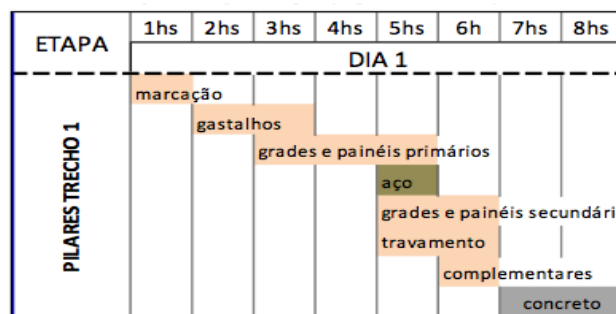 ETAPA 1hs 2hs 3hs 4hs 5hs 6h 7hs 8hs
DIA 1
PILARES TRECHO 1
marcação
gastalhos
grades e painéis primários
aço
grades e painéis secundári
travamento
complementares
concreto